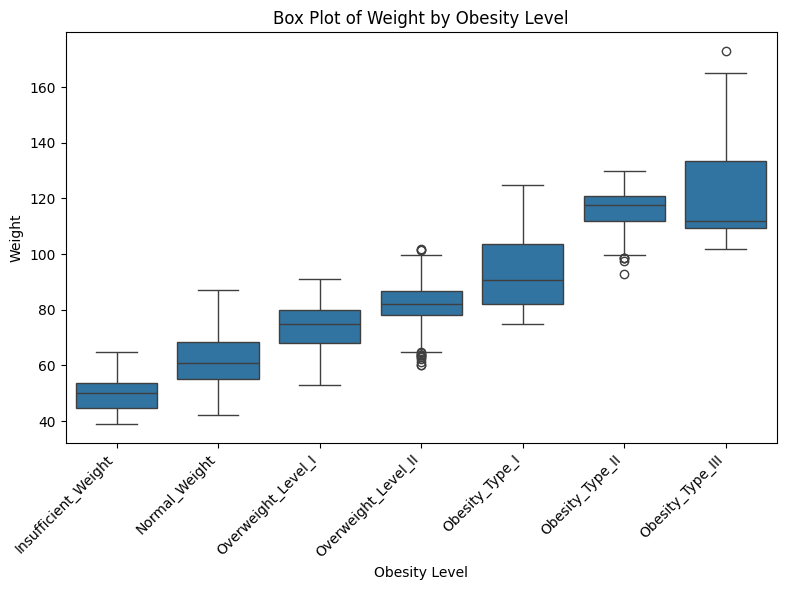 Box Plot of Weight by Obesity Level
Weight
160
140
120
100
80
60
40
Insufficient_Weight
Normal_Weight
Overweight_Level_I
Overweight_Level_II
Obesity_Type_I
Obesity_Type_II
Obesity_Type_III
Obesity Level